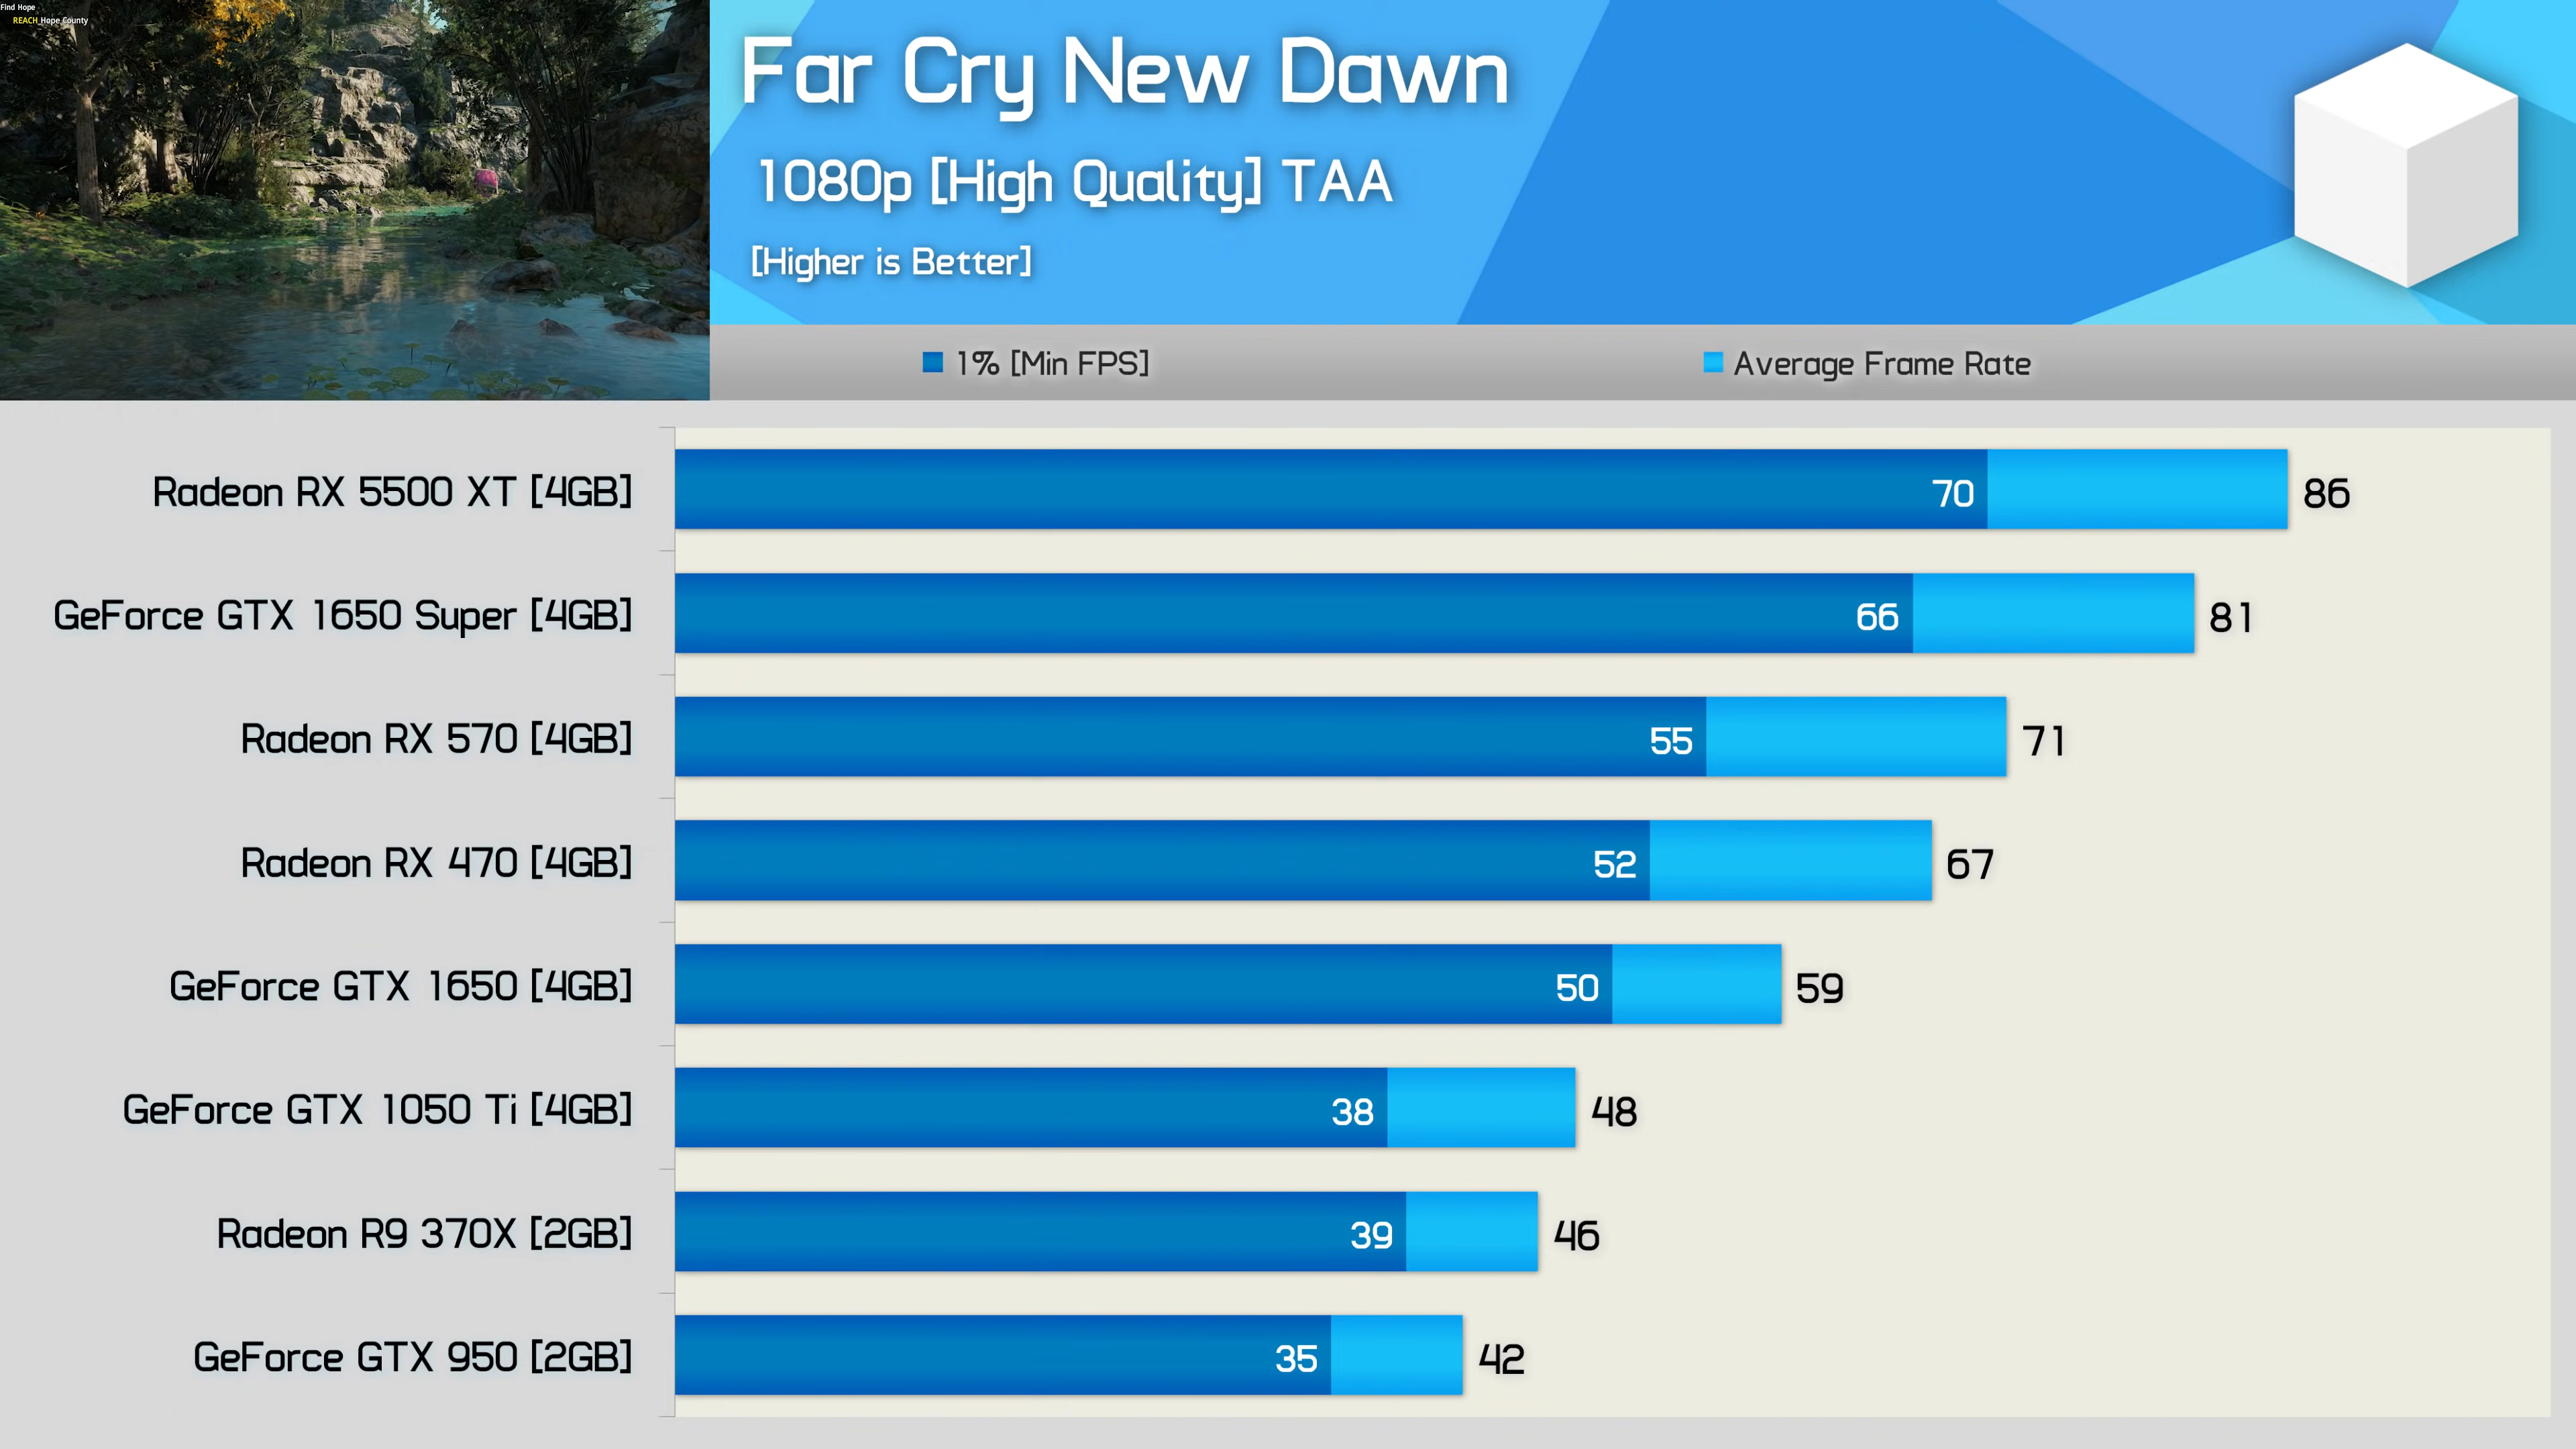 Find Hope
REACH Hope County
Far Cry New Dawn
1080p [High Quality] TAA
[Higher is Better]
1% [Min FPS]
Average Frame Rate
Radeon RX 5500 XT [4GB] 70 86
GeForce GTX 1650 Super [4GB] 66 81
Radeon RX 570 [4GB] 55 71
Radeon RX 470 [4GB] 52 67
GeForce GTX 1650 [4GB] 50 59
GeForce GTX 1050 Ti [4GB] 38 48
Radeon R9 370X [2GB] 39 46
GeForce GTX 950 [2GB] 35 42